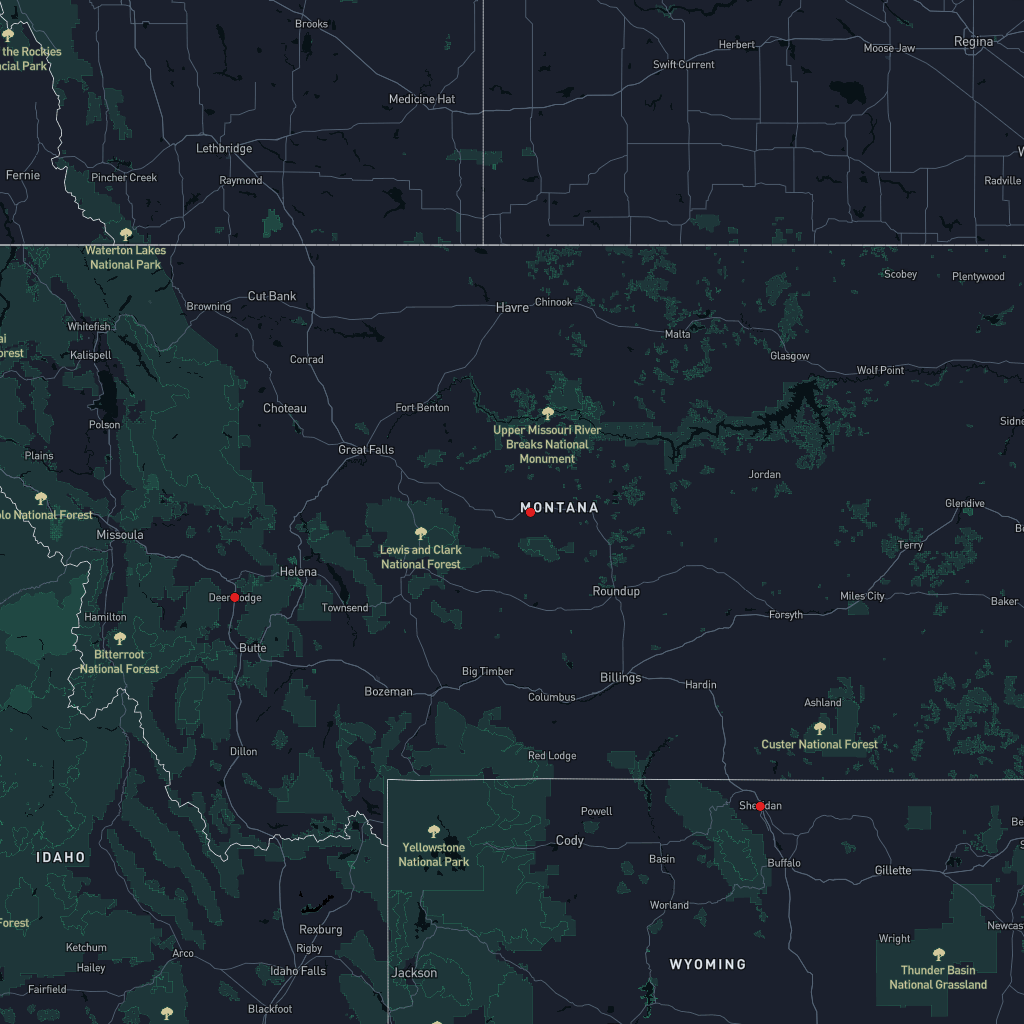 Brooks
Herbert
Moose Jaw
Regina
the Rockies
cial Park
Swift Current
Medicine Hat
Lethbridge
Fernie
Pincher Creek
Raymond
Radville
Waterton Lakes
National Park
Scobey
Plentywood
Browning
Cut Bank
Havre
Chinook
Whitefish
Malta
Kalispell
Conrad
Glasgow
Wolf Point
orest
Choteau
Fort Benton
Polson
Upper Missouri River
Breaks National
Monument
Sidne
Great Falls
Plains
Jordan
MONTANA
Glendive
lo National Forest
Missoula
Lewis and Clark
National Forest
Terry
Helena
Deer Lodge
Townsend
Roundup
Miles City
Baker
Hamilton
Forsyth
Bitterroot
National Forest
Butte
Big Timber
Billings
Hardin
Bozeman
Columbus
Ashland
Custer National Forest
Dillon
Red Lodge
Sheridan
Powell
Cody
Yellowstone
National Park
IDAHO
Basin
Buffalo
Gillette
Worland
Forest
Rexburg
Newcas
Ketchum
Arco
Rigby
Wright
Hailey
Idaho Falls
Jackson
WYOMING
Thunder Basin
National Grassland
Fairfield
Blackfoot